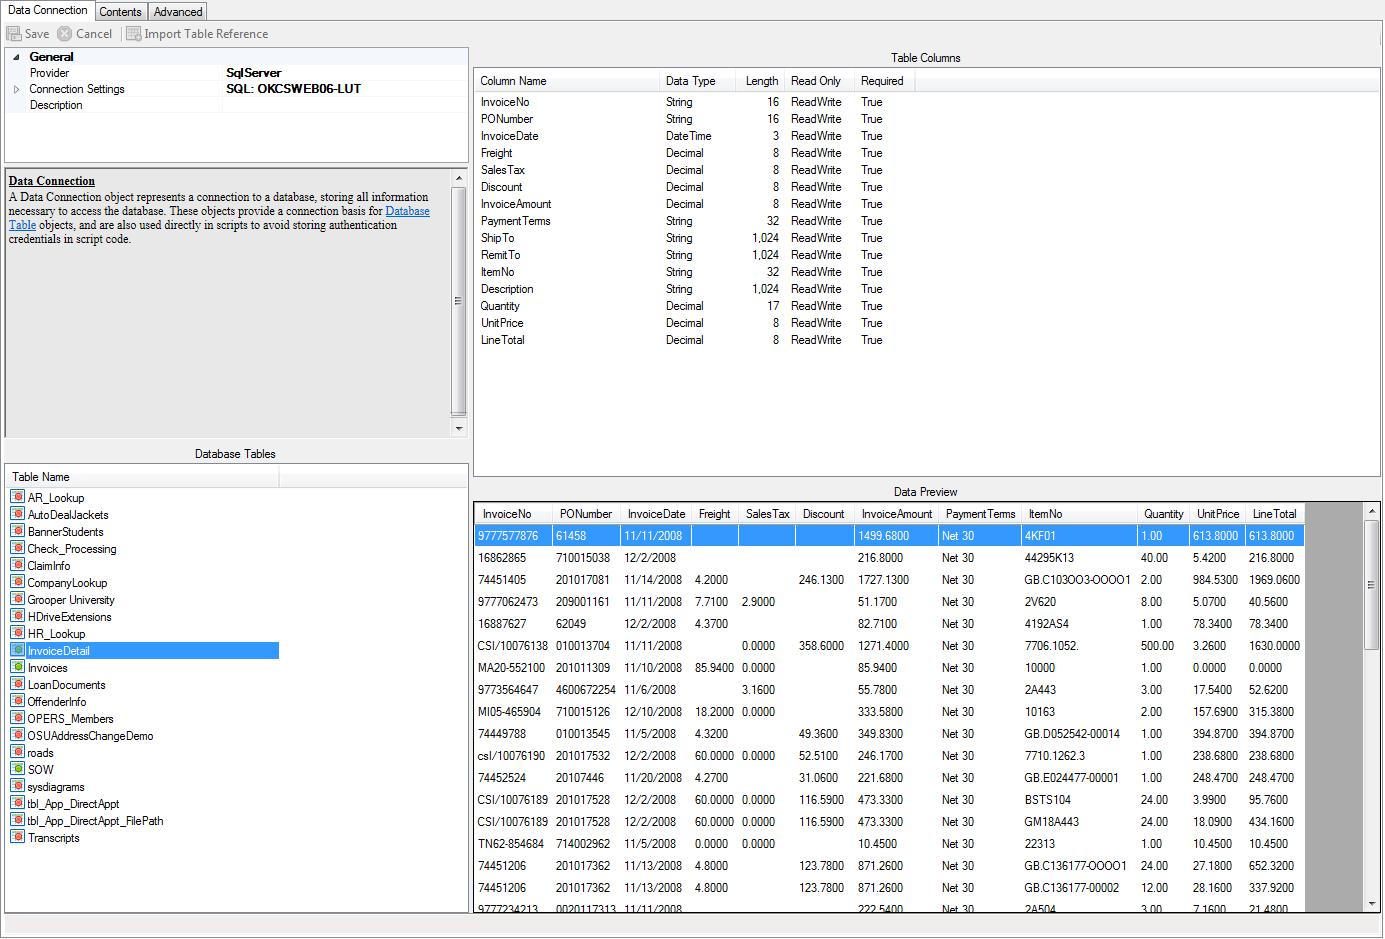 Data Connection Contents Advanced
Save Cancel Import Table Reference
General
Provider SqlServer
Connection Settings SQL: OKCSWEB06-LUT
Description
Data Connection
A Data Connection object represents a connection to a database, storing all information
necessary to access the database. These objects provide a connection basis for Database
Table objects, and are also used directly in scripts to avoid storing authentication
credentials in script code.
Database Tables
Table Name
AR_Lookup
AutoDealJackets
BannerStudents
Check_Processing
ClaimInfo
CompanyLookup
Grooper University
HDriveExtensions
HR_Lookup
InvoiceDetail
Invoices
LoanDocuments
OffenderInfo
OPERS_Members
OSUAddressChangeDemo
roads
SOW
sysdiagrams
tbl_App_DirectAppt
tbl_App_DirectAppt_FilePath
Transcripts
Table Columns
Column Name Data Type Length Read Only Required
InvoiceNo String 16 ReadWrite True
PONumber String 16 ReadWrite True
InvoiceDate DateTime 3 ReadWrite True
Freight Decimal 8 ReadWrite True
SalesTax Decimal 8 ReadWrite True
Discount Decimal 8 ReadWrite True
InvoiceAmount Decimal 8 ReadWrite True
PaymentTerms String 32 ReadWrite True
ShipTo String 1,024 ReadWrite True
RemitTo String 1,024 ReadWrite True
ItemNo String 32 ReadWrite True
Description String 1,024 ReadWrite True
Quantity Decimal 17 ReadWrite True
UnitPrice Decimal 8 ReadWrite True
LineTotal Decimal 8 ReadWrite True
Data Preview
InvoiceNo PONumber InvoiceDate Freight SalesTax Discount InvoiceAmount PaymentTerms ItemNo Quantity UnitPrice LineTotal
9777577876 61458 11/11/2008 1499.6800 Net 30 4KF01 1.00 613.8000 613.8000
16862865 710015038 12/2/2008 216.8000 Net 30 44295K13 40.00 5.4200 216.8000
74451405 201017081 11/14/2008 4.2000 246.1300 1727.1300 Net 30 GB.C103OO3-OOOO1 2.00 984.5300 1969.0600
9777062473 209001161 11/11/2008 7.7100 2.9000 51.1700 Net 30 2V620 8.00 5.0700 40.5600
16887627 62049 12/2/2008 4.3700 82.7100 Net 30 4192AS4 1.00 78.3400 78.3400
CSI/10076138 010013704 11/11/2008 0.0000 358.6000 1271.4000 Net 30 7706.1052. 500.00 3.2600 1630.0000
MA20-552100 201011309 11/10/2008 85.9400 0.0000 85.9400 Net 30 10000 1.00 0.0000 0.0000
9773564647 4600672254 11/6/2008 3.1600 55.7800 Net 30 2A443 3.00 17.5400 52.6200
MI05-465904 710015126 12/10/2008 18.2000 0.0000 333.5800 Net 30 10163 2.00 157.6900 315.3800
74449788 010013545 11/5/2008 4.3200 49.3600 349.8300 Net 30 GB.D052542-00014 1.00 394.8700 394.8700
csI/10076190 201017535 12/2/2008 60.0000 0.0000 52.5100 246.1700 Net 30 7710.1262.3 1.00 238.6800 238.6800
74452524 20107446 11/20/2008 4.2700 31.0600 221.6800 Net 30 GB.E024477-00001 1.00 248.4700 248.4700
CSI/10076189 201017528 12/2/2008 60.0000 0.0000 116.5900 473.3300 Net 30 BSTS104 24.00 3.9900 95.7600
CSI/10076189 201017528 12/2/2008 60.0000 0.0000 116.5900 473.3300 Net 30 GM18A443 24.00 18.0900 434.1600
TN62-854684 714002962 11/5/2008 0.0000 0.0000 10.4500 Net 30 22313 1.00 10.4500 10.4500
74451206 201017362 11/13/2008 4.8000 123.7800 871.2600 Net 30 GB.C136177-OOOO1 24.00 27.1800 652.3200
74451206 201017362 11/13/2008 4.8000 123.7800 871.2600 Net 30 GB.C136177-00002 12.00 28.1600 337.9200
9777234213 0020117313 11/11/2008 222.5400 Net 30 2A504 3.00 7.1600 21.4800